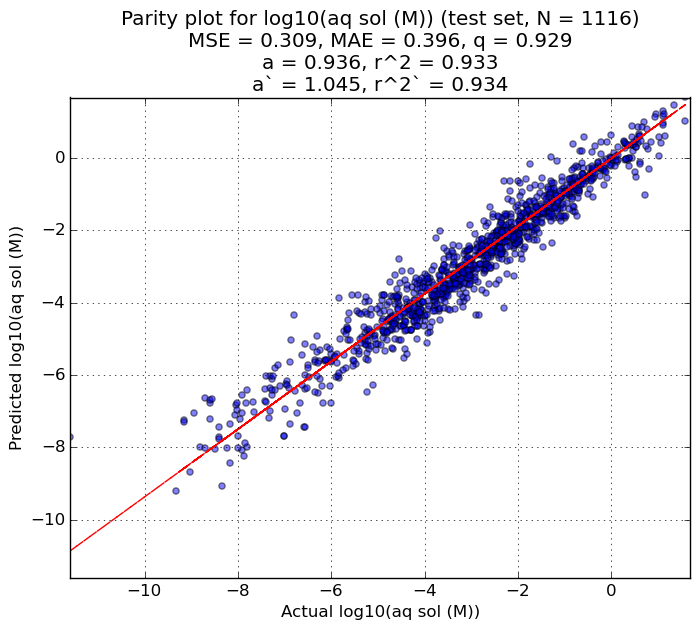 Parity plot for log10(aq sol (M)) (test set, N = 1116)
MSE = 0.309, MAE = 0.396, q = 0.929
a = 0.936, r^2 = 0.933
a` = 1.045, r^2` = 0.934
0
−2
−4
−6
−8
−10
Predicted log10(aq sol (M))
−10 −8 −6 −4 −2 0
Actual log10(aq sol (M))